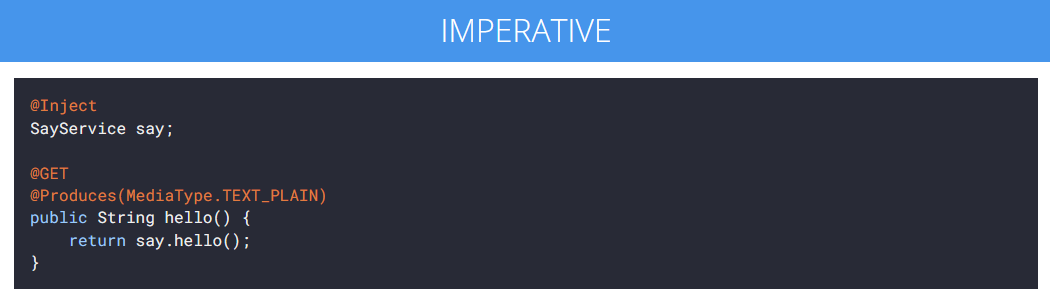 IMPERATIVE
@Inject
SayService say;
@GET
@Produces(MediaType.TEXT_PLAIN)
public String hello() {
    return say.hello();
}